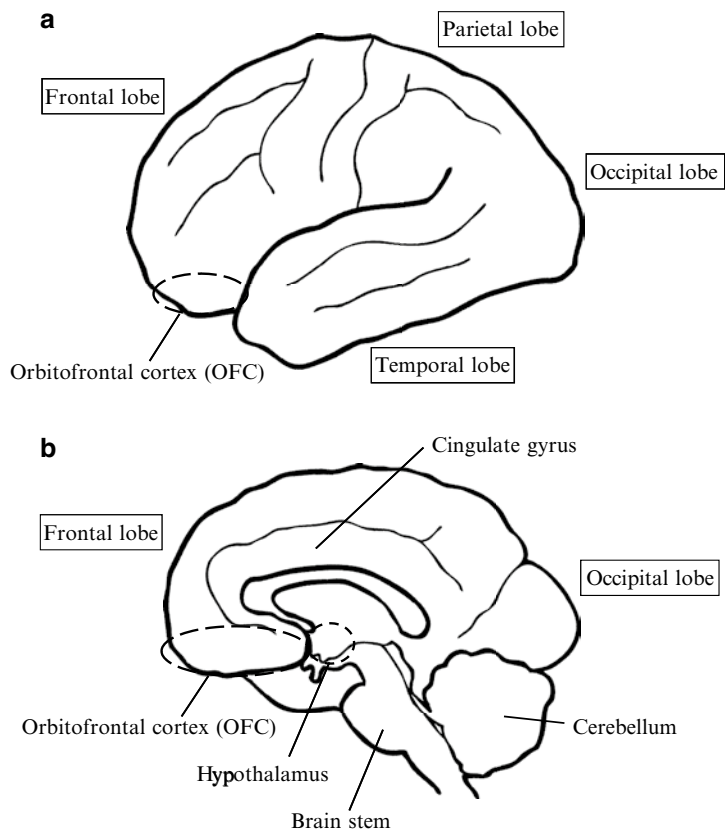 a
Parietal lobe
Frontal lobe
Occipital lobe
Orbitofrontal cortex (OFC)
Temporal lobe
b
Cingulate gyrus
Frontal lobe
Occipital lobe
Orbitofrontal cortex (OFC)
Cerebellum
Hypothalamus
Brain stem